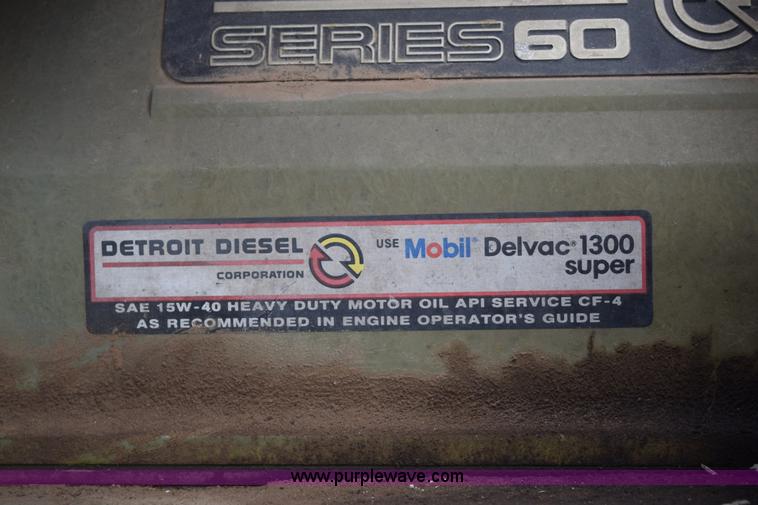 SERIES 60
DETROIT DIESEL
CORPORATION
USE Mobil® Delvac® 1300
super
SAE 15W-40 HEAVY DUTY MOTOR OIL API SERVICE CF-4
AS RECOMMENDED IN ENGINE OPERATOR'S GUIDE
www.purplewave.com